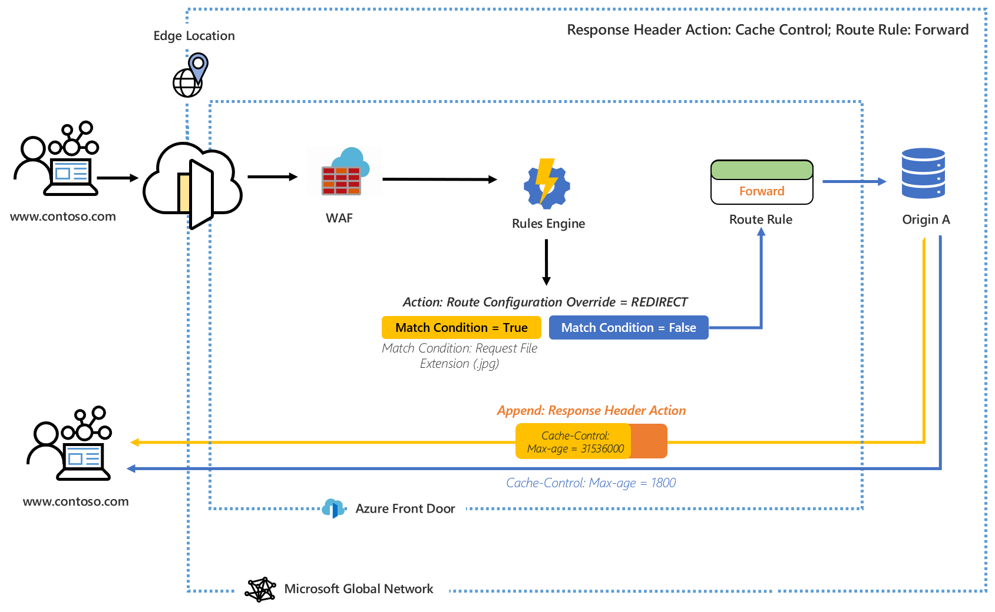 Response Header Action: Cache Control; Route Rule: Forward
Edge Location
www.contoso.com
WAF
Rules Engine
Forward
Route Rule
Origin A
Action: Route Configuration Override = REDIRECT
Match Condition = True
Match Condition = False
Match Condition: Request File
Extension (.jpg)
Append: Response Header Action
Cache-Control:
Max-age = 31536000
Cache-Control: Max-age = 1800
www.contoso.com
Azure Front Door
Microsoft Global Network